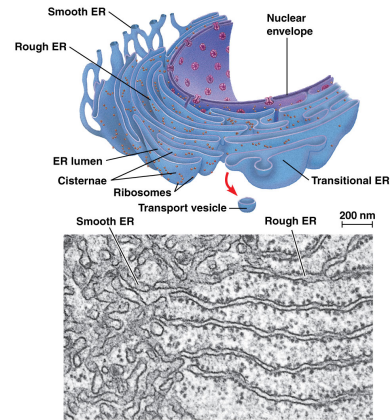 Smooth ER
Nuclear
envelope
Rough ER
ER lumen
Cisternae
Ribosomes
Transitional ER
Transport vesicle
Smooth ER
Rough ER
200 nm